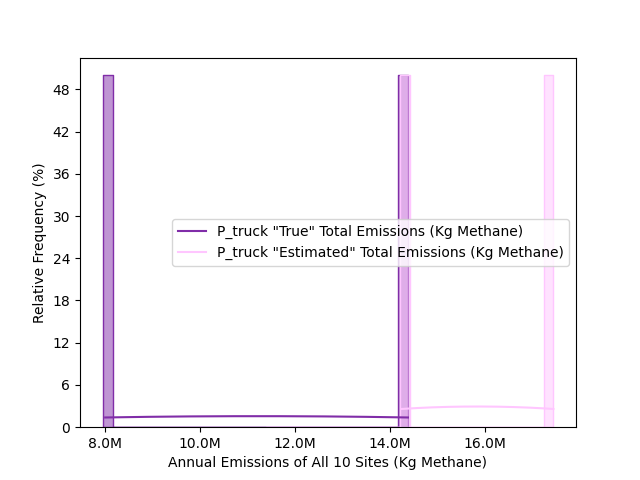 48
42
36
30
24
18
12
6
0
Relative Frequency (%)
P_truck "True" Total Emissions (Kg Methane)
P_truck "Estimated" Total Emissions (Kg Methane)
8.0M 10.0M 12.0M 14.0M 16.0M
Annual Emissions of All 10 Sites (Kg Methane)